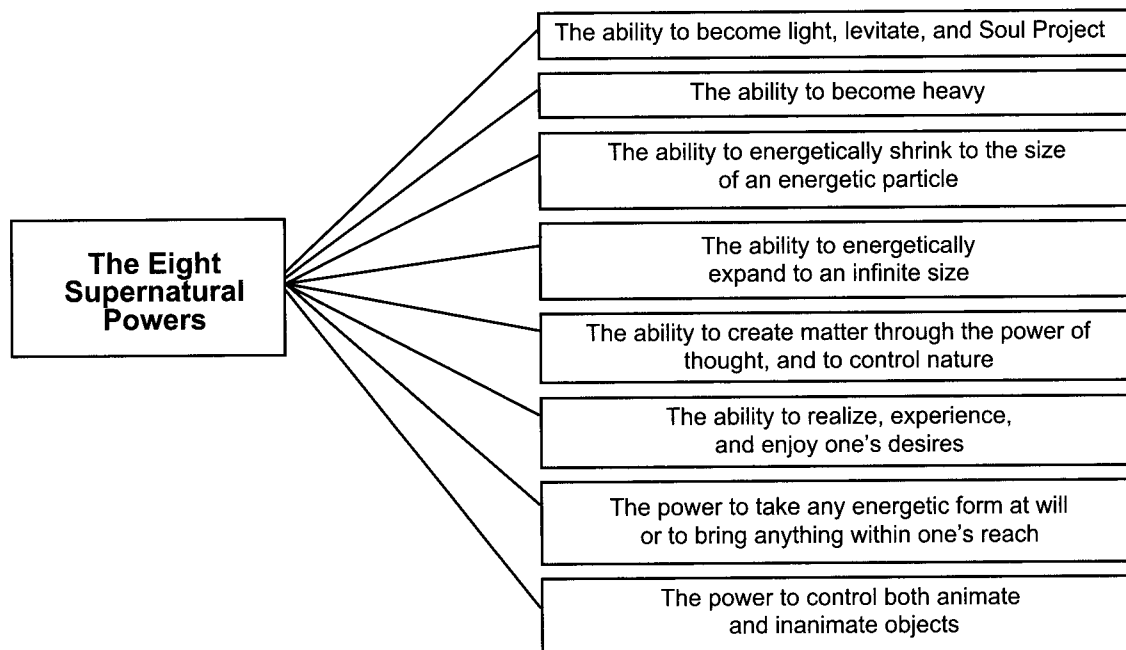 The ability to become light, levitate, and Soul Project
The ability to become heavy
The ability to energetically shrink to the size
of an energetic particle
The Eight
Supernatural
Powers
The ability to energetically
expand to an infinite size
The ability to create matter through the power of
thought, and to control nature
The ability to realize, experience,
and enjoy one’s desires
The power to take any energetic form at will
or to bring anything within one’s reach
The power to control both animate
and inanimate objects